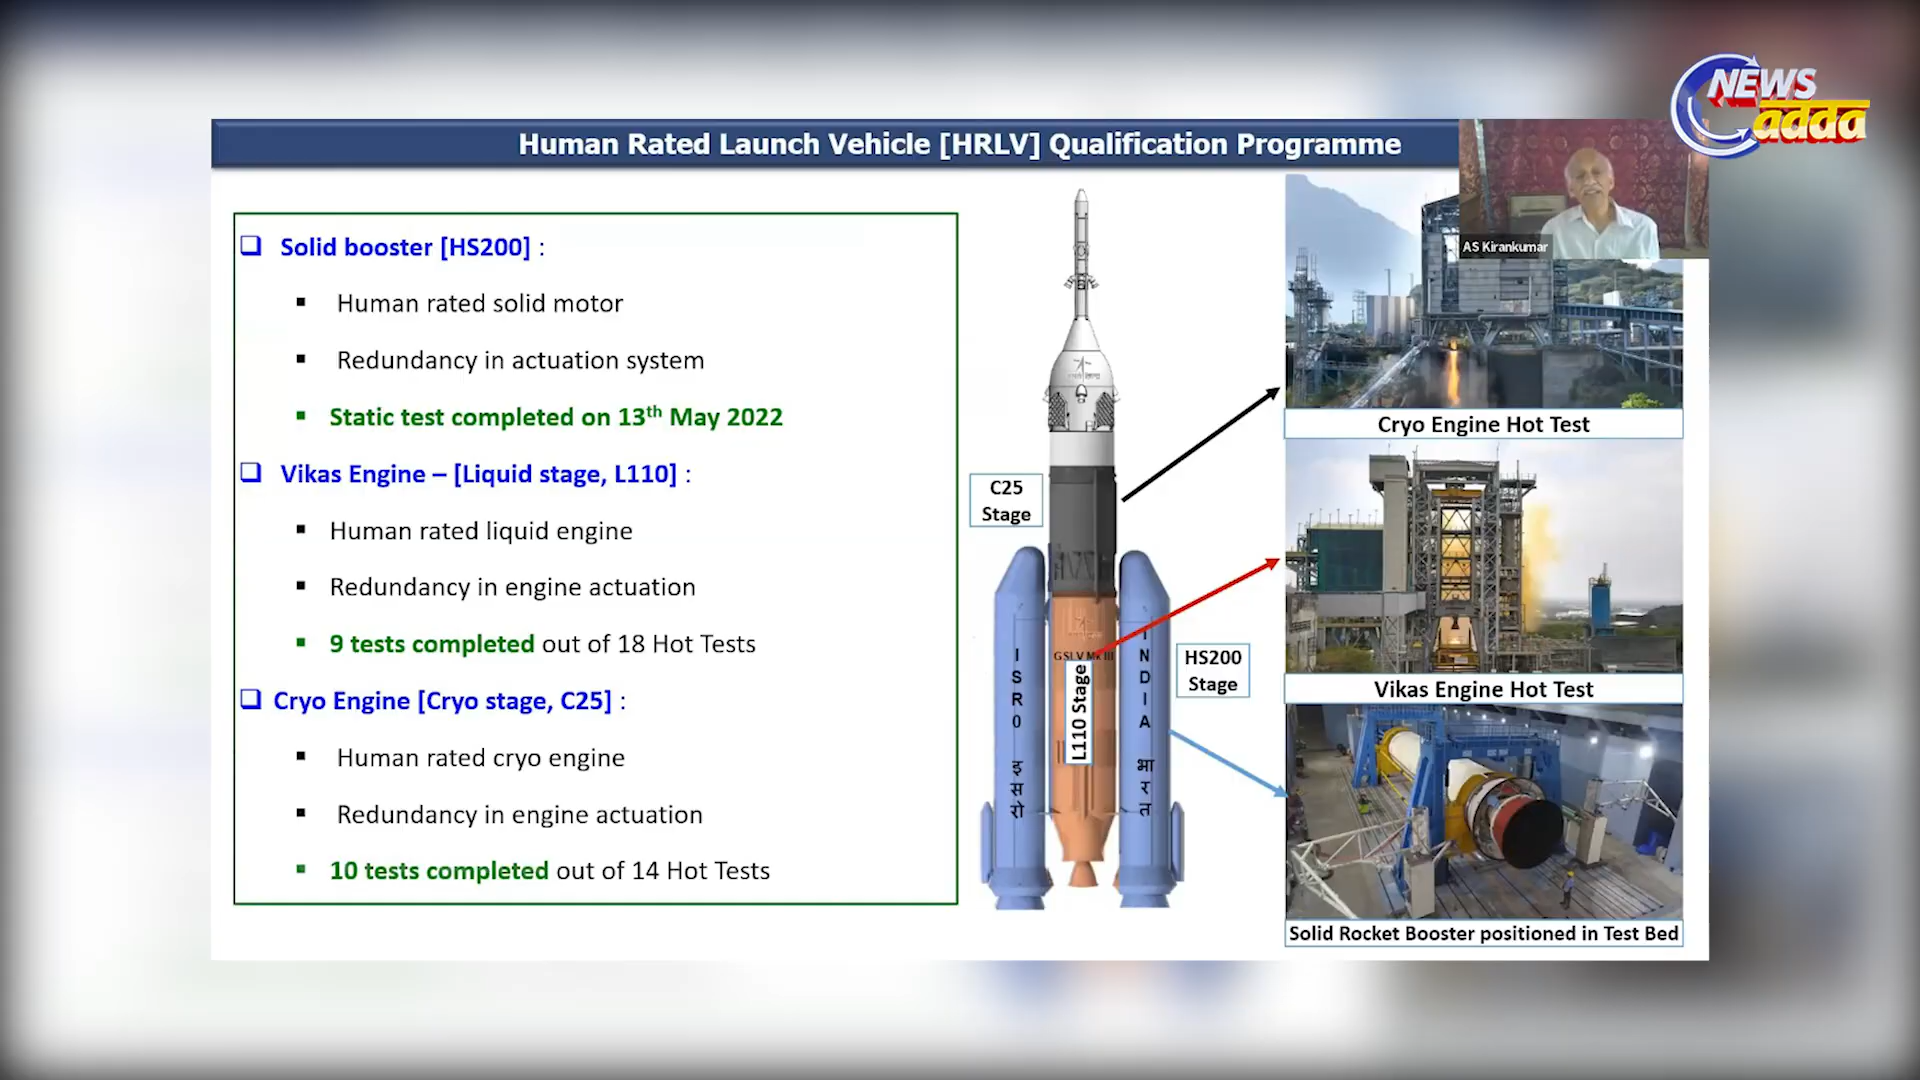 NEWS
adda
Human Rated Launch Vehicle [HRLV] Qualification Programme
AS Kirankumar
Solid booster [HS200] :
Human rated solid motor
Redundancy in actuation system
Static test completed on 13th May 2022
Vikas Engine – [Liquid stage, L110] :
Human rated liquid engine
Redundancy in engine actuation
9 tests completed out of 18 Hot Tests
Cryo Engine [Cryo stage, C25] :
Human rated cryo engine
Redundancy in engine actuation
10 tests completed out of 14 Hot Tests
C25
Stage
GSLV Mk III
L110 Stage
ISRO इसरो
INDIA भारत
HS200
Stage
Cryo Engine Hot Test
Vikas Engine Hot Test
Solid Rocket Booster positioned in Test Bed